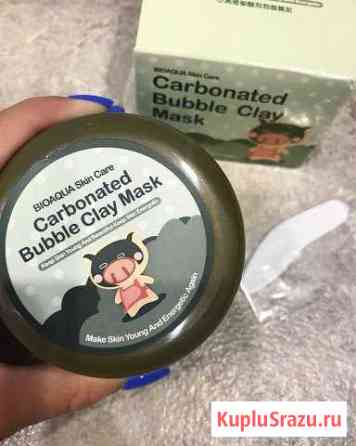 BIOAQUA Skin Care
Carbonated
Bubble Clay
Mask
BIOAQUA Skin Care
Carbonated
Bubble Clay Mask
Make Skin Young And Energetic Again
KupluSrazu.ru